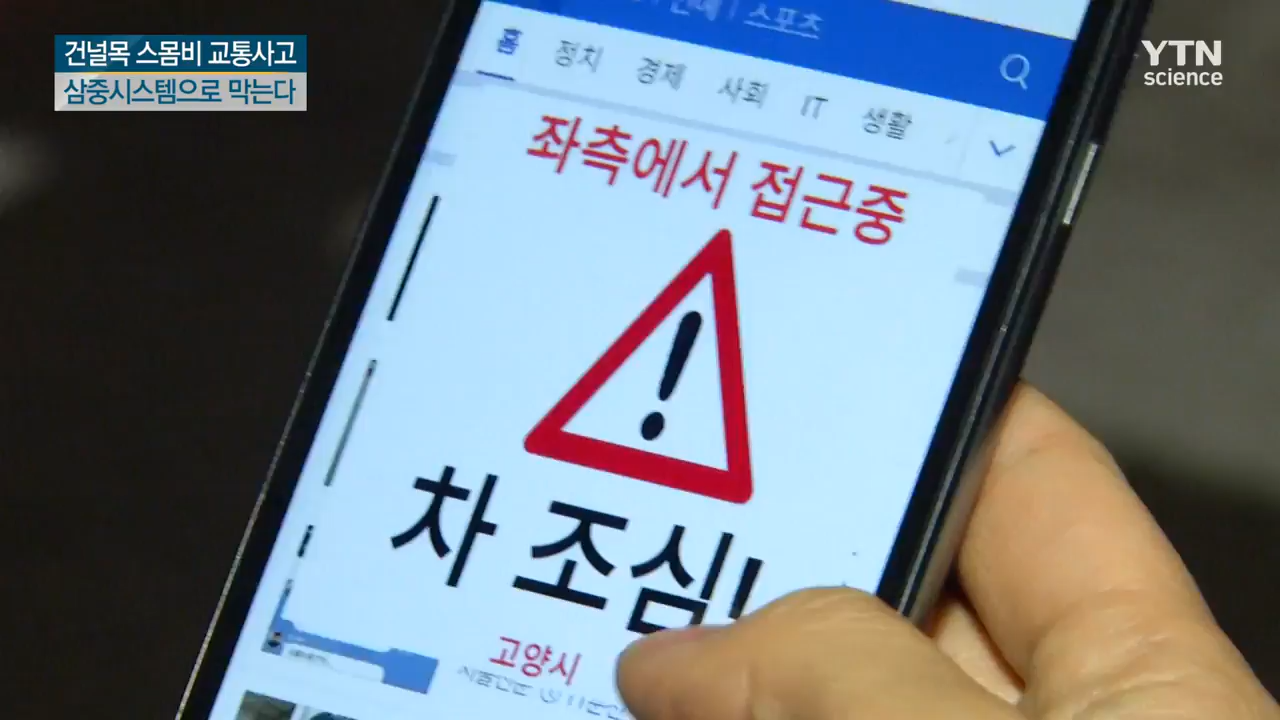 건널목 스몸비 교통사고
삼중시스템으로 막는다
YTN
science
스포츠
홈 정치 경제 사회 IT 생활
좌측에서 접근중
!
차 조심!
고양시